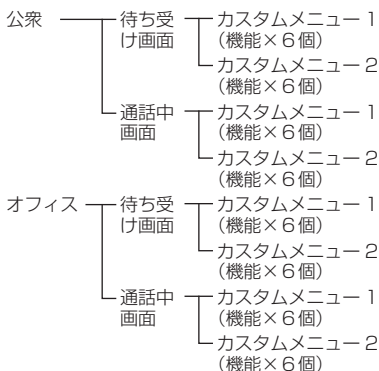 公衆
待ち受
け画面
カスタムメニュー1
(機能×6個)
カスタムメニュー2
(機能×6個)
通話中
画面
カスタムメニュー1
(機能×6個)
カスタムメニュー2
(機能×6個)
オフィス
待ち受
け画面
カスタムメニュー1
(機能×6個)
カスタムメニュー2
(機能×6個)
通話中
画面
カスタムメニュー1
(機能×6個)
カスタムメニュー2
(機能×6個)